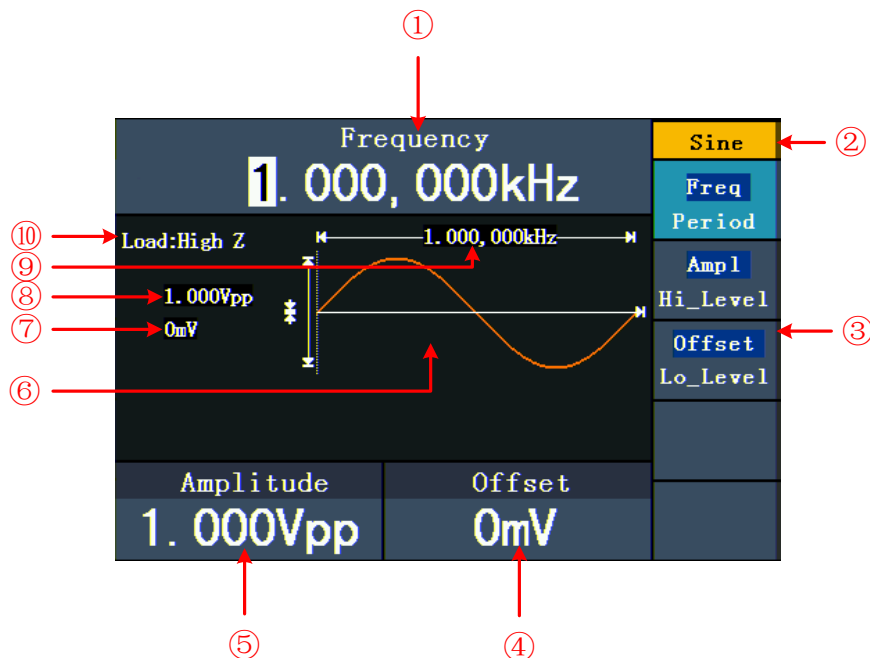 ①
Frequency
1.000,000kHz
Sine
②
Freq
Period
⑩
Load:High Z
1.000,000kHz
⑨
Ampl
Hi_Level
⑧
1.000Vpp
⑦
0mV
Offset
Lo_Level
③
⑥
Amplitude
1.000Vpp
Offset
0mV
⑤
④